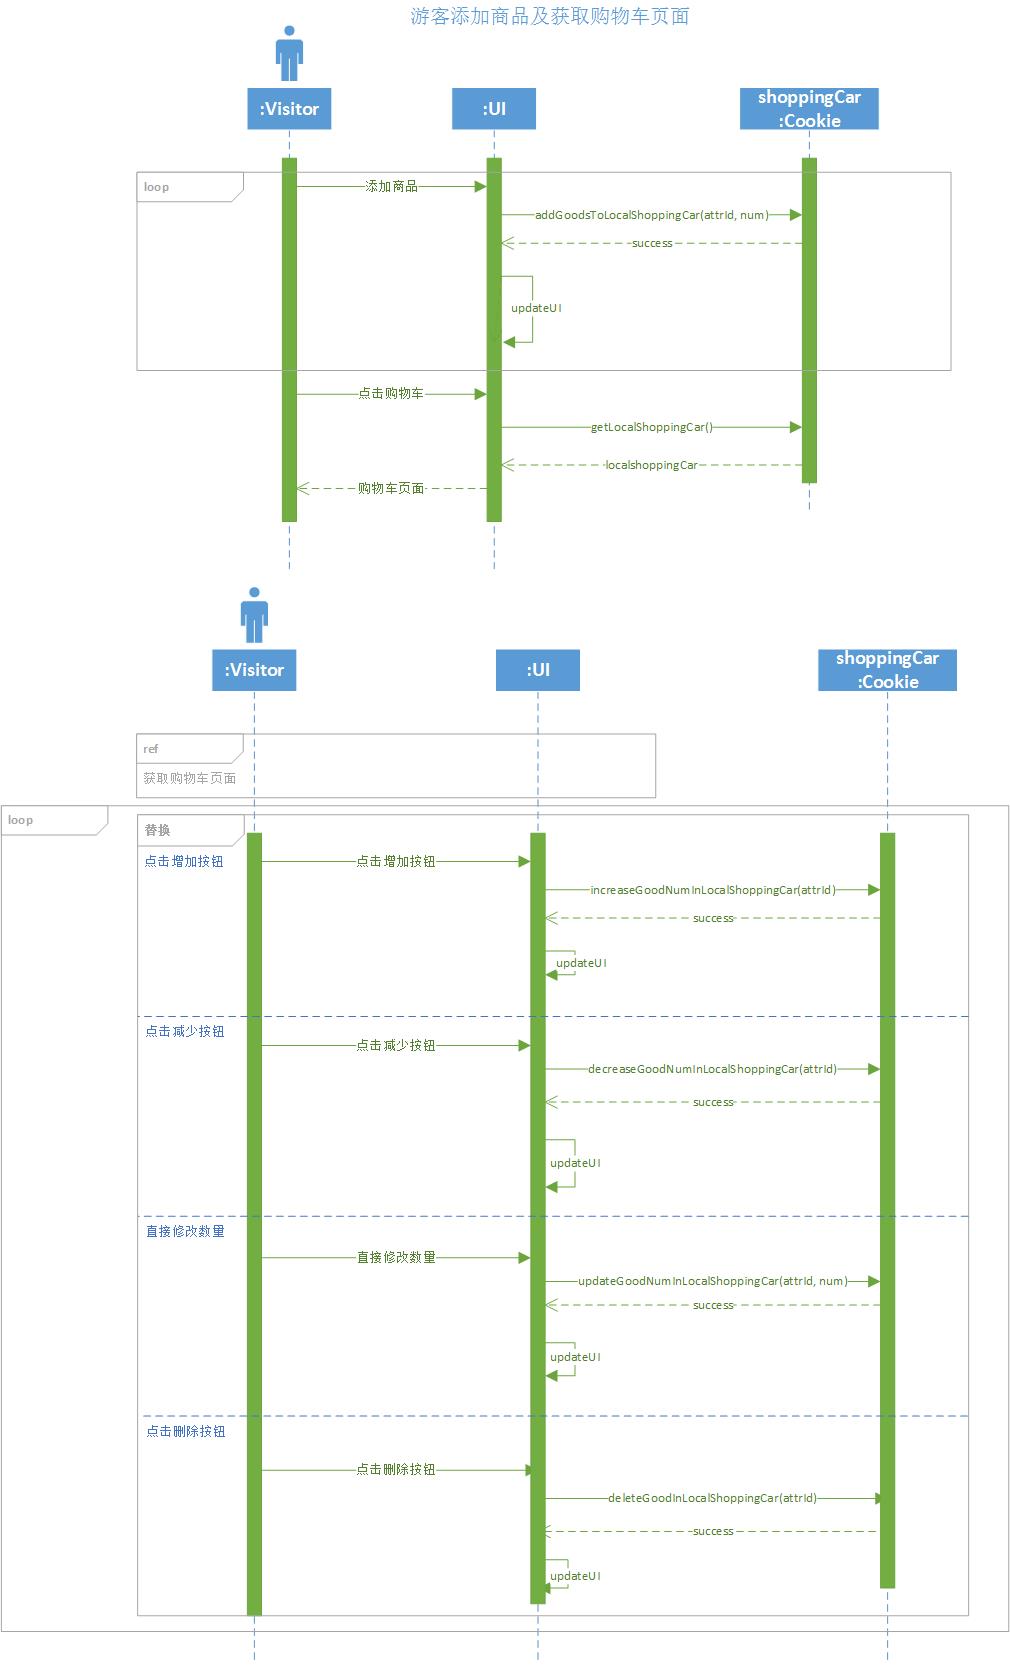 游客添加商品及获取购物车页面
:Visitor
:UI
shoppingCar
:Cookie
loop
添加商品
addGoodsToLocalShoppingCar(attrId, num)
success
updateUI
点击购物车
getLocalShoppingCar()
localshoppingCar
购物车页面
:Visitor
:UI
shoppingCar
:Cookie
ref
获取购物车页面
loop
替换
点击增加按钮
点击增加按钮
increaseGoodNumInLocalShoppingCar(attrId)
success
updateUI
点击减少按钮
点击减少按钮
decreaseGoodNumInLocalShoppingCar(attrId)
success
updateUI
直接修改数量
直接修改数量
updateGoodNumInLocalShoppingCar(attrId, num)
success
updateUI
点击删除按钮
点击删除按钮
deleteGoodInLocalShoppingCar(attrId)
success
updateUI